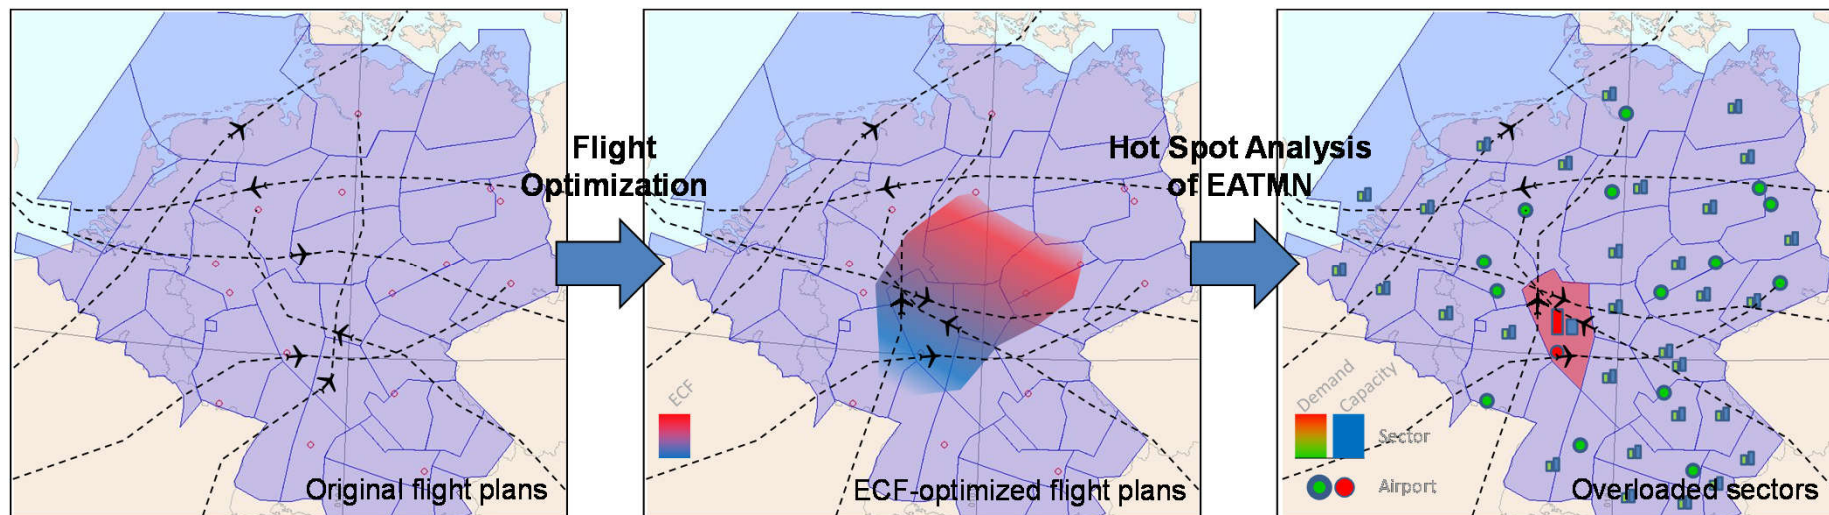 Original flight plans
Flight
Optimization
ECF
ECF-optimized flight plans
Hot Spot Analysis
of EATMN
Demand
Capacity
Sector
Airport
Overloaded sectors